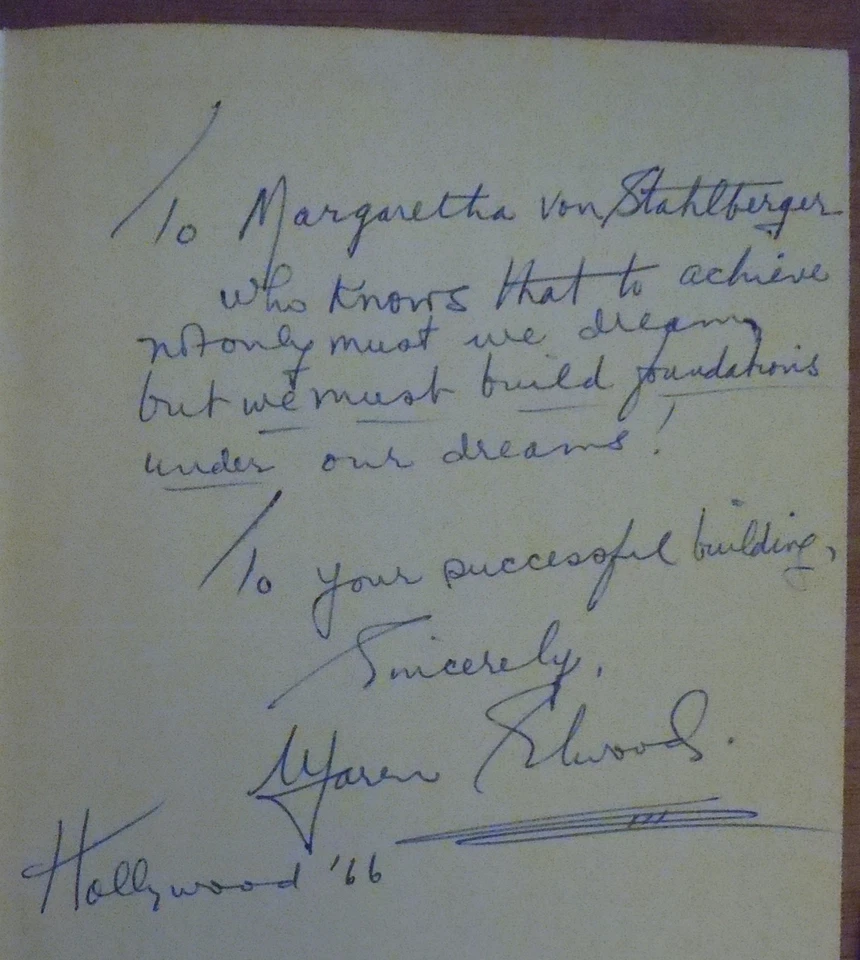 To Margaretha von Stahlberger
who knows that to achieve
not only must we dream,
but we must build foundations
under our dreams!
To your successful building,
Sincerely,
Maren Elwood.
Hollywood '66